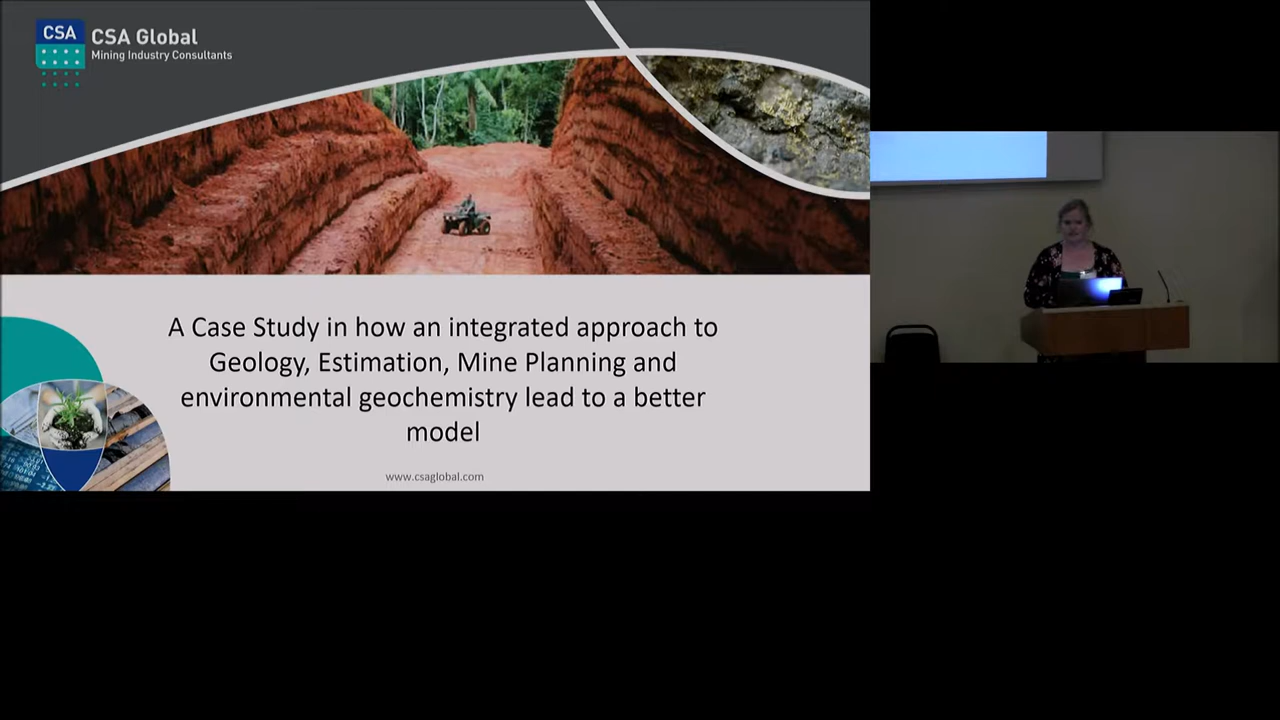 CSA
CSA Global
Mining Industry Consultants
A Case Study in how an integrated approach to
Geology, Estimation, Mine Planning and
environmental geochemistry lead to a better
model
www.csaglobal.com